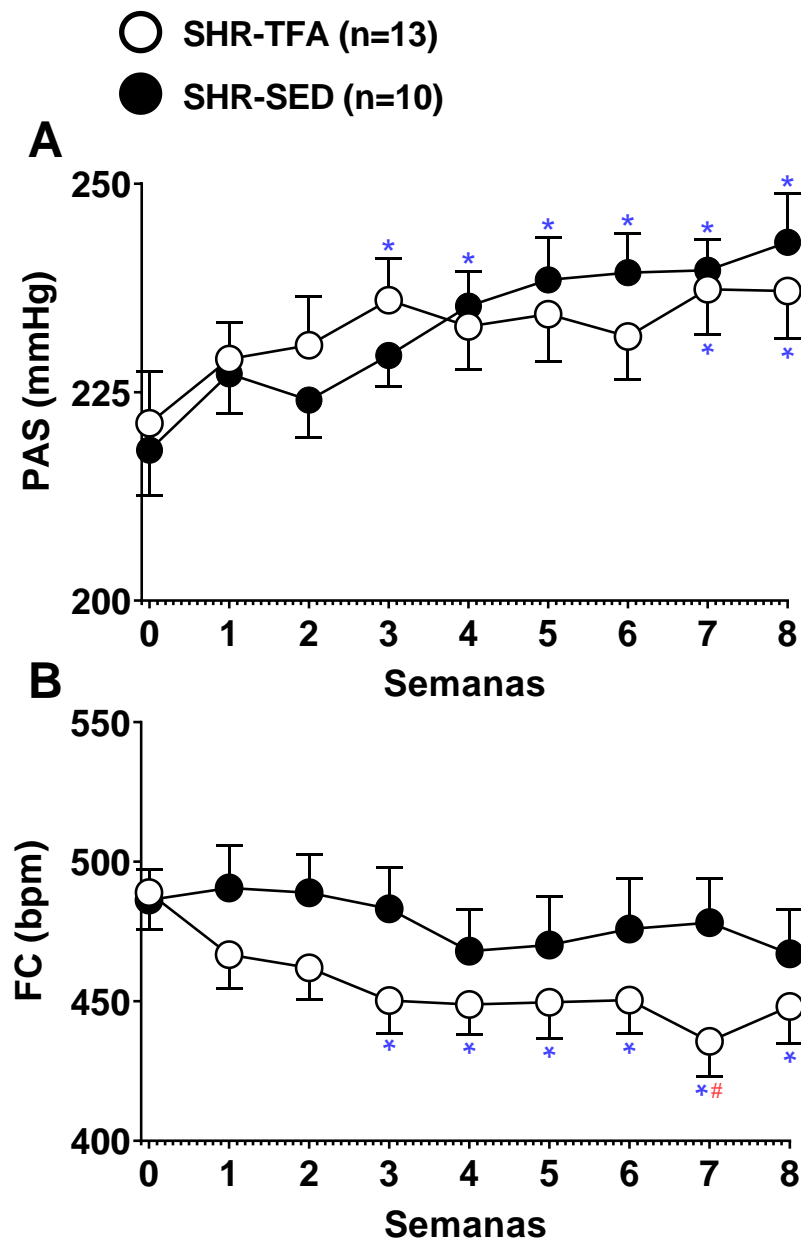 SHR-TFA (n=13)
SHR-SED (n=10)
A
PAS (mmHg)
250
225
200
* * * * * *
* *
0 1 2 3 4 5 6 7 8
Semanas
B
FC (bpm)
550
500
450
400
* * * * *# *
0 1 2 3 4 5 6 7 8
Semanas